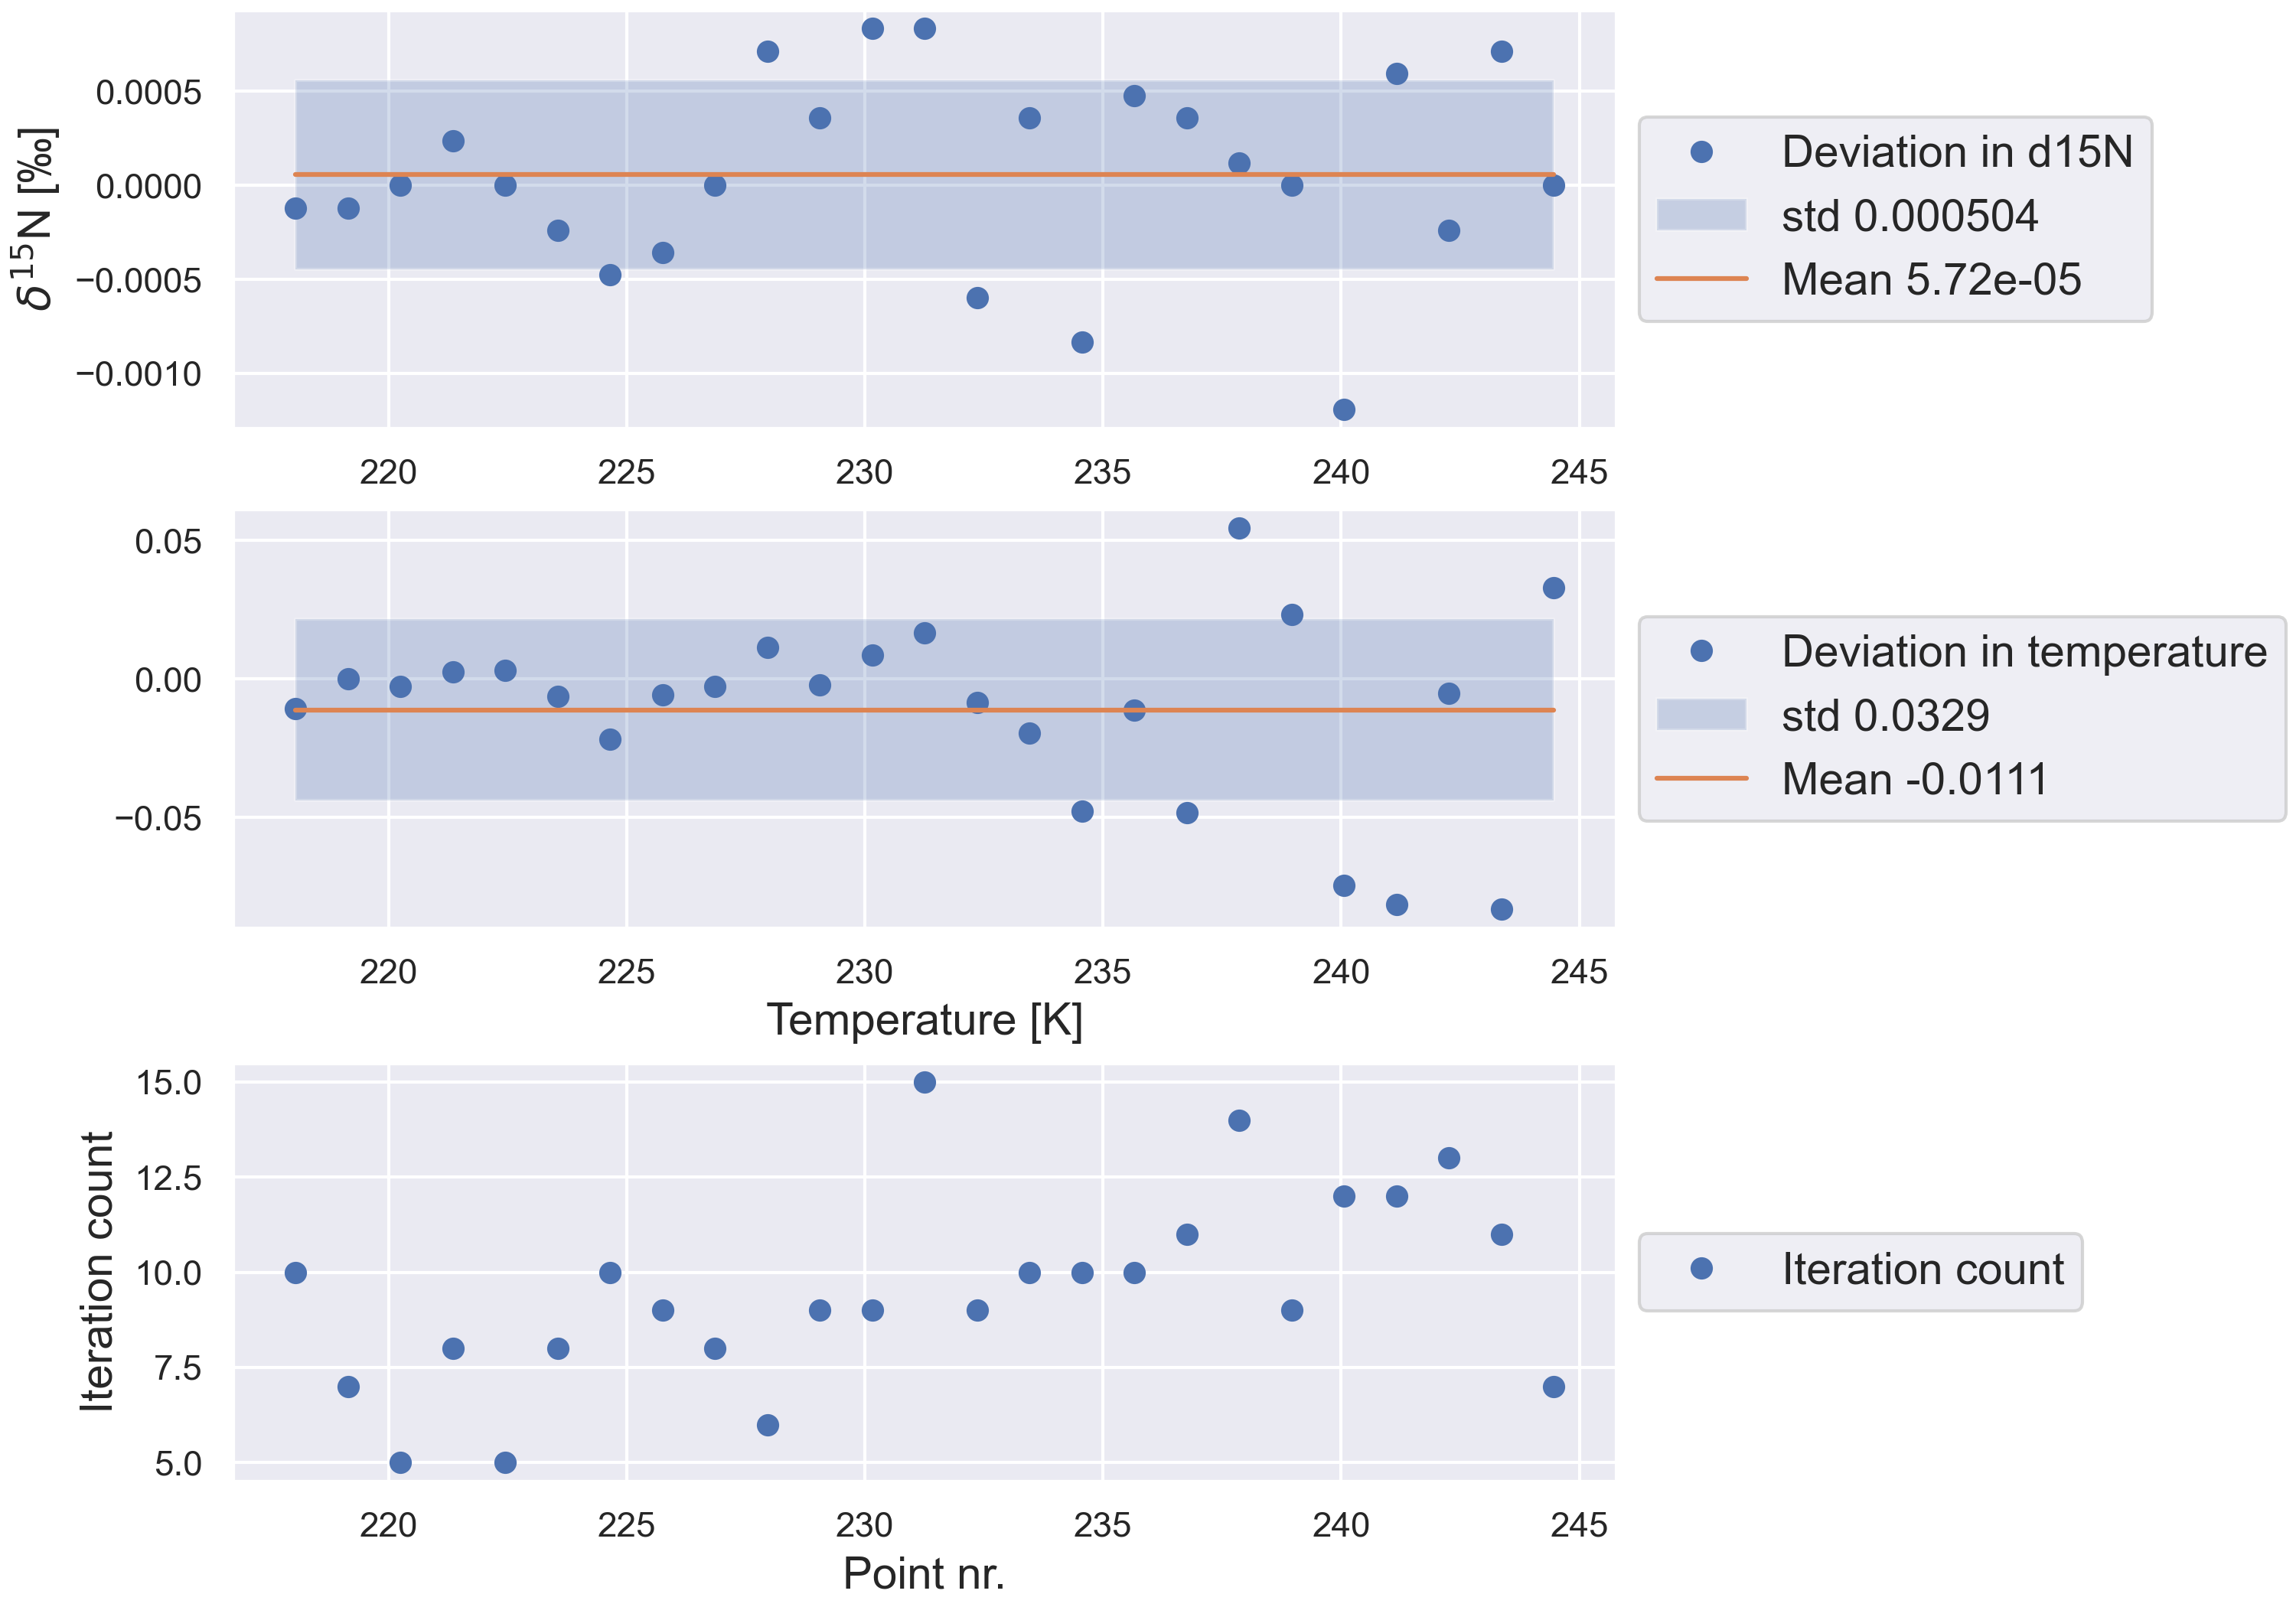 δ¹⁵N [‰]
0.0005
0.0000
−0.0005
−0.0010
220 225 230 235 240 245
Deviation in d15N
std 0.000504
Mean 5.72e-05
0.05
0.00
−0.05
220 225 230 235 240 245
Temperature [K]
Deviation in temperature
std 0.0329
Mean -0.0111
Iteration count
15.0
12.5
10.0
7.5
5.0
220 225 230 235 240 245
Point nr.
Iteration count